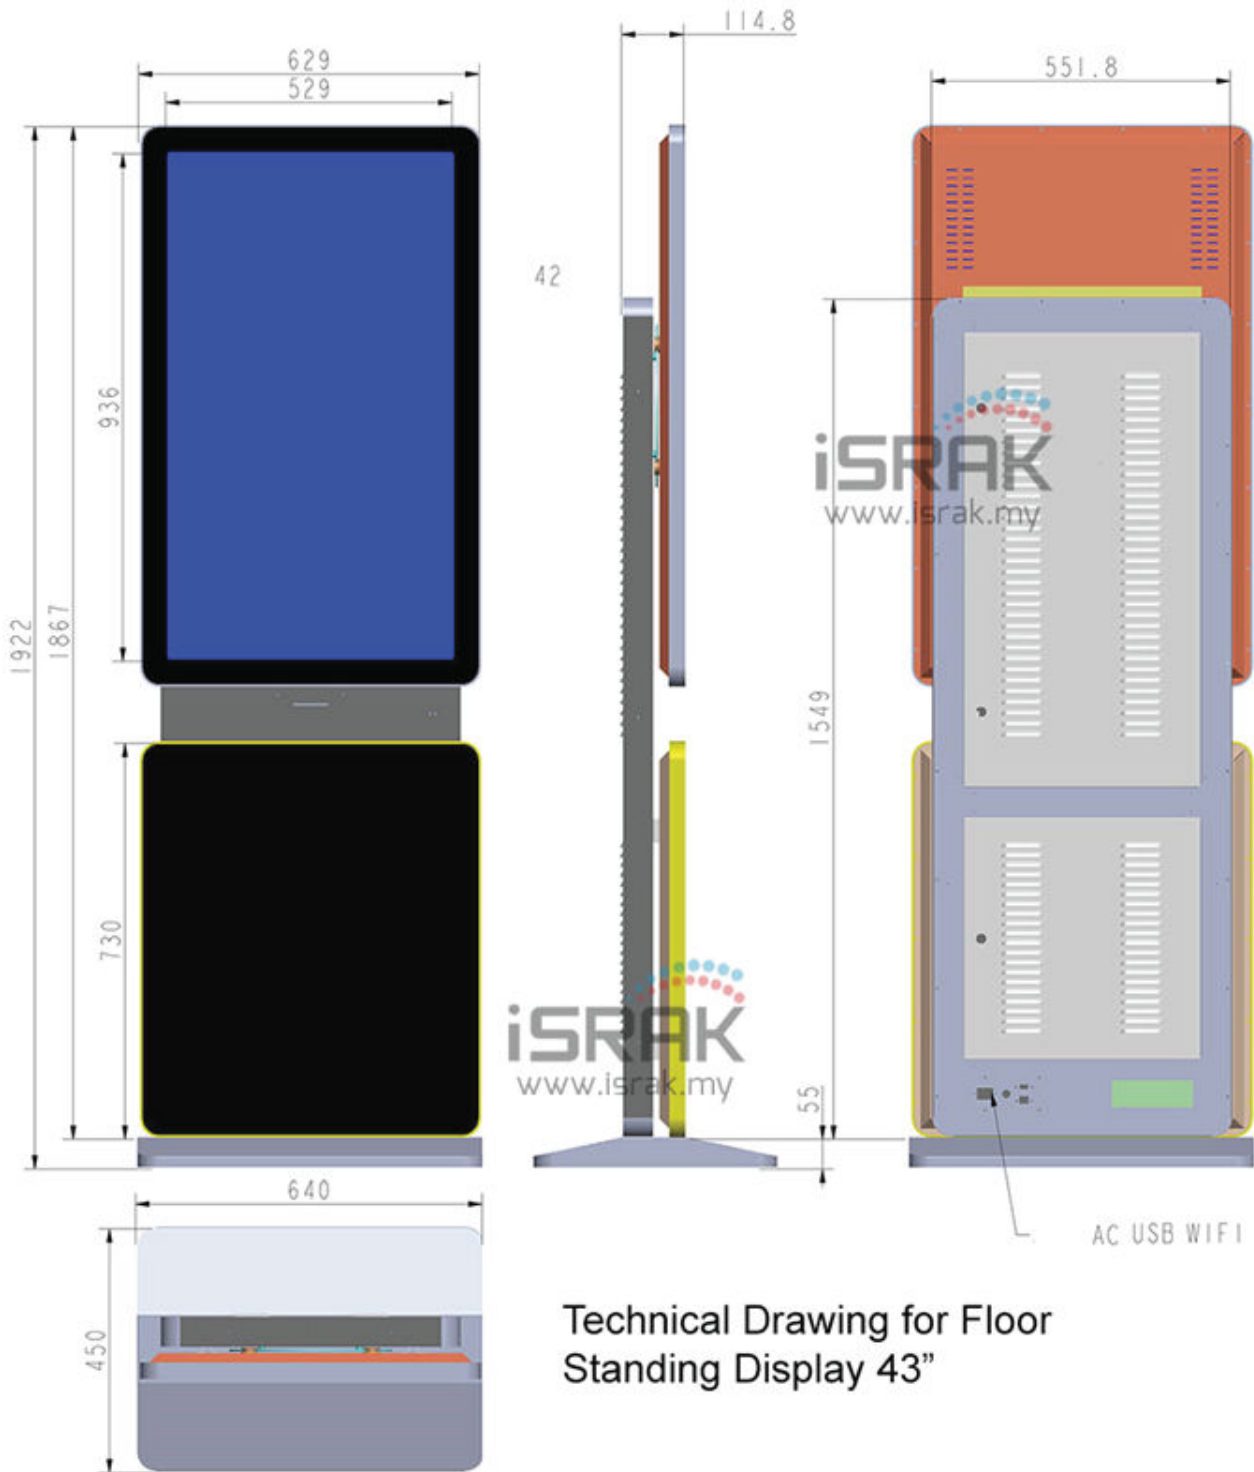 114.8
629
551.8
529
42
936
iSRAK
www.israk.my
1922
1867
1549
730
iSRAK
www.israk.my
55
640
AC USB WIFI
450
Technical Drawing for Floor
Standing Display 43”